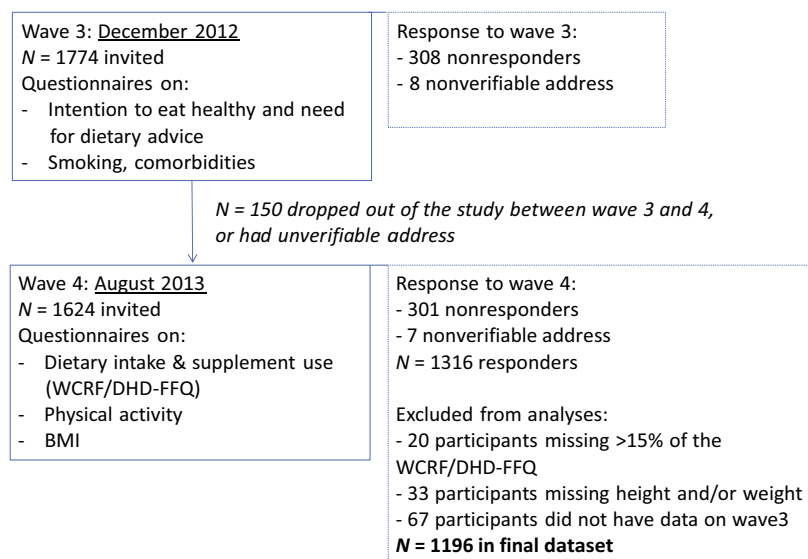 Wave 3: December 2012
N = 1774 invited
Questionnaires on:
- Intention to eat healthy and need
for dietary advice
- Smoking, comorbidities
Response to wave 3:
- 308 nonresponders
- 8 nonverifiable address
N = 150 dropped out of the study between wave 3 and 4,
or had unverifiable address
Wave 4: August 2013
N = 1624 invited
Questionnaires on:
- Dietary intake & supplement use
(WCRF/DHD-FFQ)
- Physical activity
- BMI
Response to wave 4:
- 301 nonresponders
- 7 nonverifiable address
N = 1316 responders
Excluded from analyses:
- 20 participants missing >15% of the
WCRF/DHD-FFQ
- 33 participants missing height and/or weight
- 67 participants did not have data on wave3
N = 1196 in final dataset